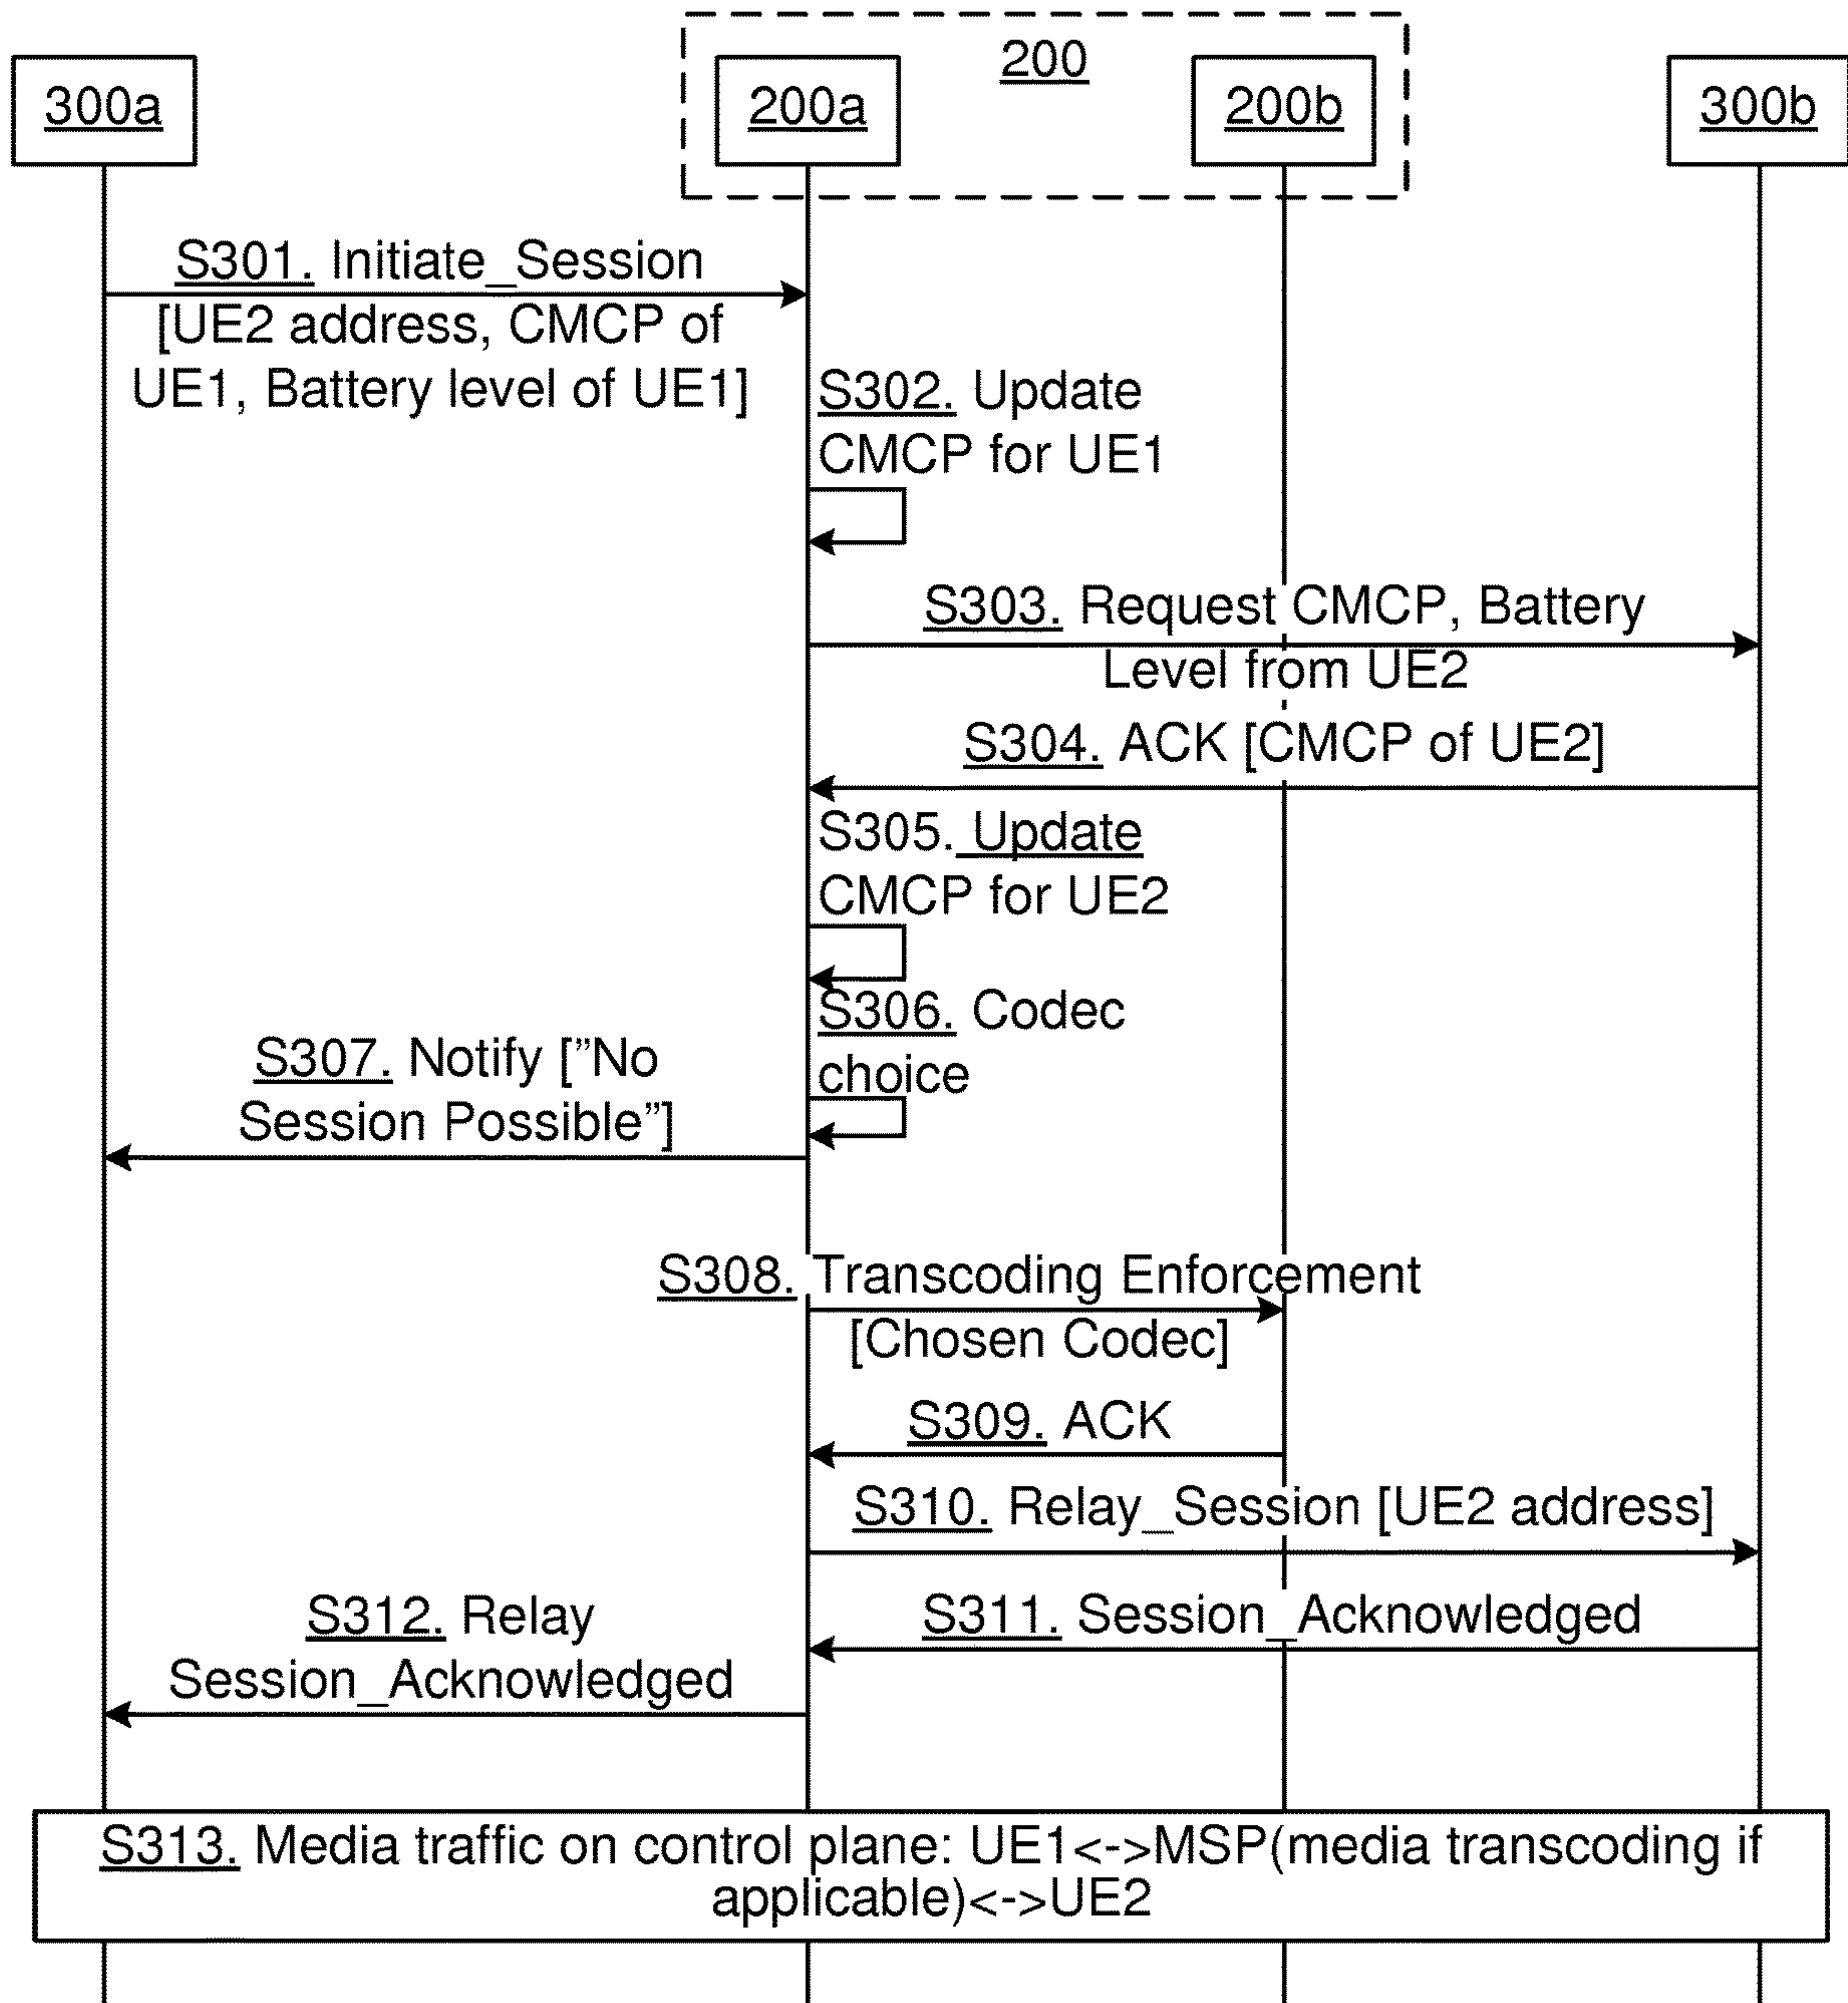 200
300a
200a
200b
300b
S301. Initiate_Session
[UE2 address, CMCP of
UE1, Battery level of UE1]
S302. Update
CMCP for UE1
S303. Request CMCP, Battery
Level from UE2
S304. ACK [CMCP of UE2]
S305. Update
CMCP for UE2
S306. Codec
choice
S307. Notify [”No
Session Possible”]
S308. Transcoding Enforcement
[Chosen Codec]
S309. ACK
S310. Relay_Session [UE2 address]
S311. Session_Acknowledged
S312. Relay
Session_Acknowledged
S313. Media traffic on control plane: UE1<->MSP(media transcoding if
applicable)<->UE2